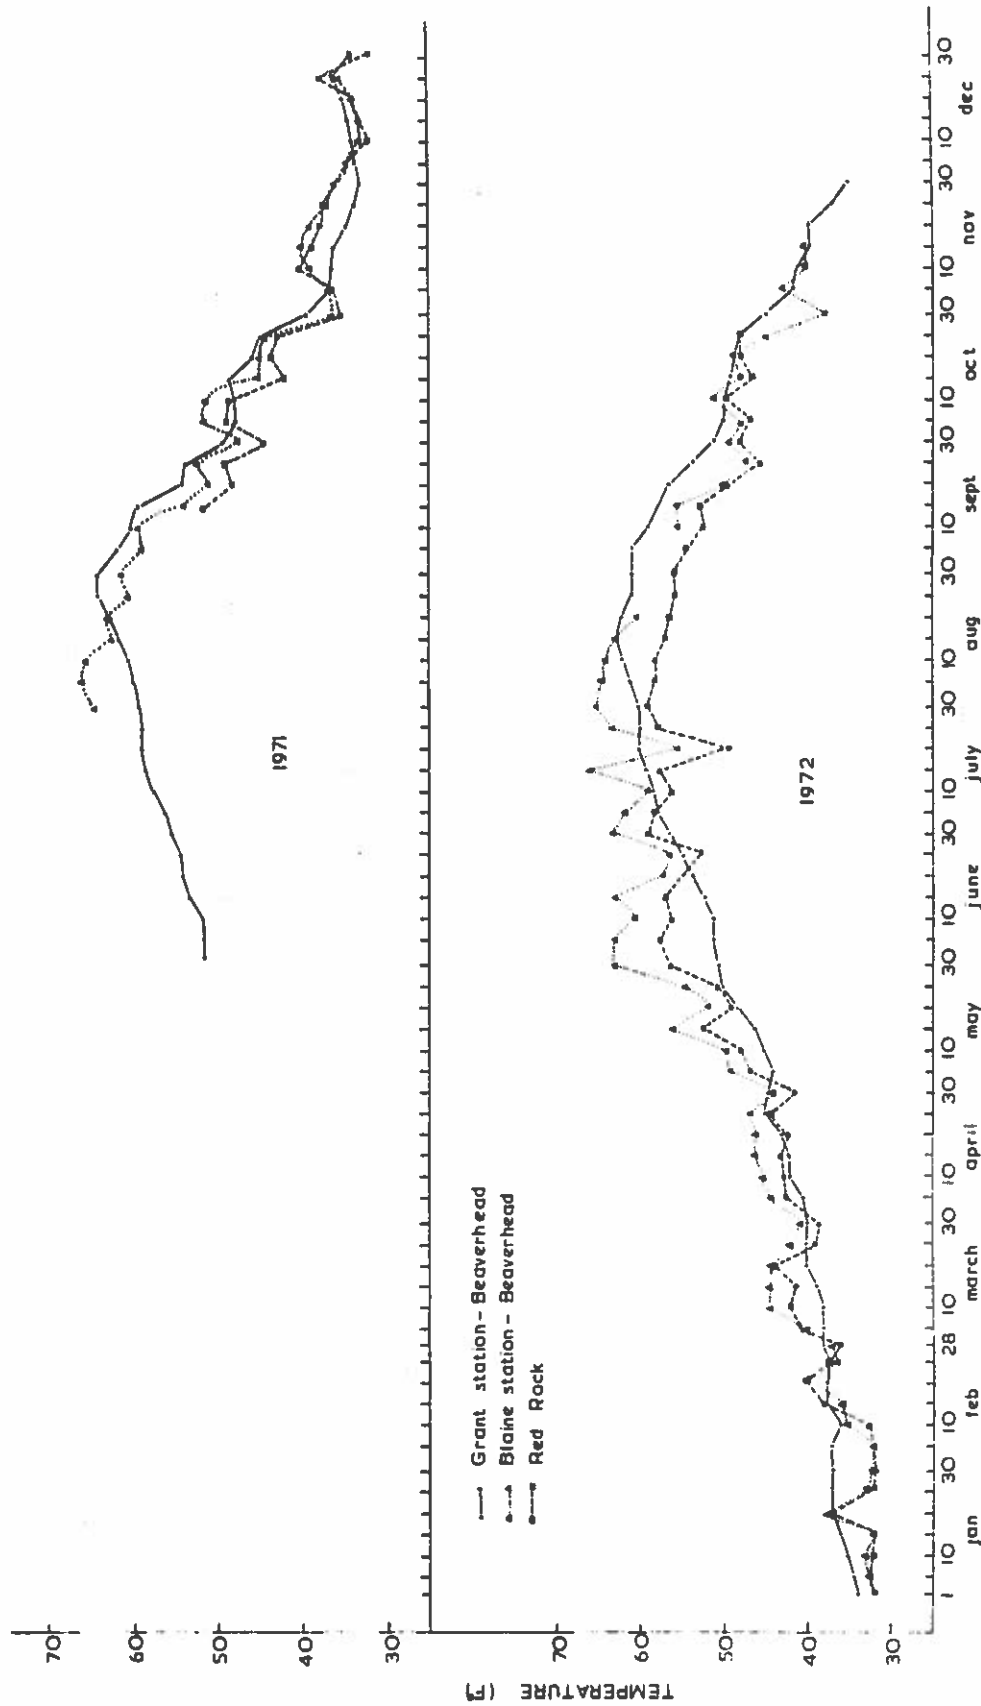 70
60
50
40
30
1971
Grant station - Beaverhead
Blaine station - Beaverhead
Red Rock
70
60
50
40
30
1972
TEMPERATURE (F°)
1 10 30 10 28 10 30 10 30 10 30 10 30 10 30 10 30 10 30 10 30 10 30 10 30
jan feb march april may june july aug sept oct nov dec